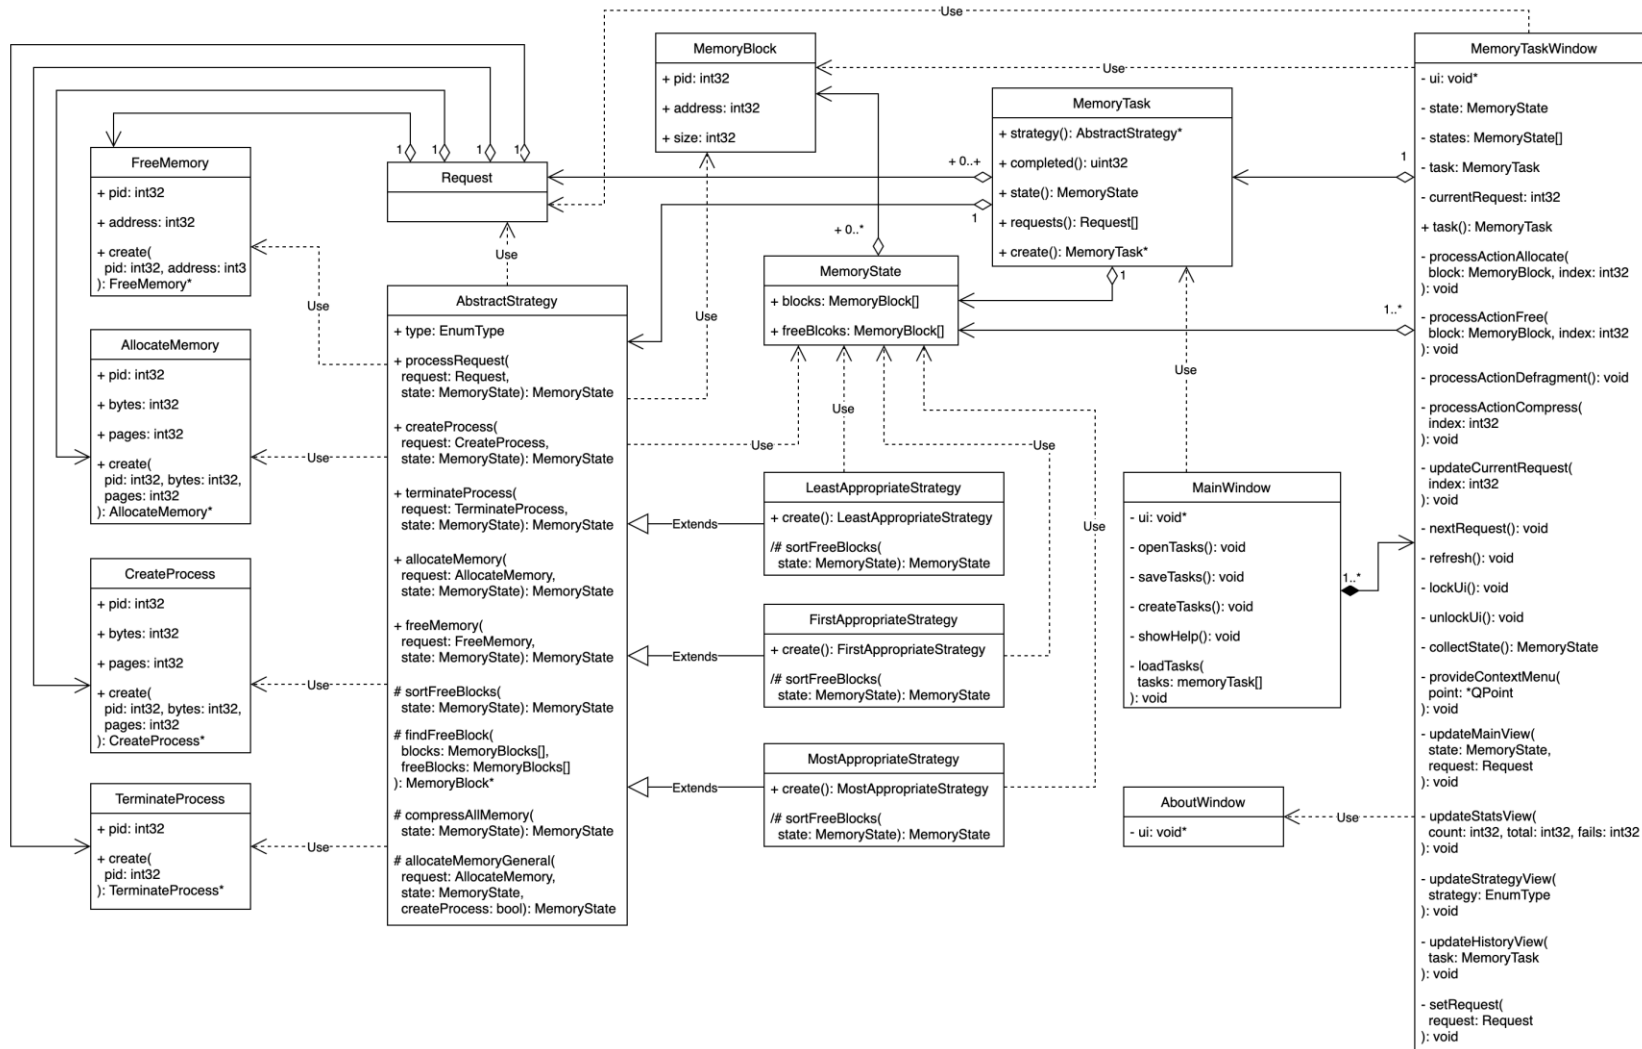 Use
MemoryBlock
+ pid: int32
+ address: int32
+ size: int32
MemoryTaskWindow
- ui: void*
- state: MemoryState
- states: MemoryState[]
- task: MemoryTask
- currentRequest: int32
+ task(): MemoryTask
- processActionAllocate(
block: MemoryBlock, index: int32
): void
- processActionFree(
block: MemoryBlock, index: int32
): void
- processActionDefragment(): void
- processActionCompress(
index: int32
): void
- updateCurrentRequest(
index: int32
): void
- nextRequest(): void
- refresh(): void
- lockUi(): void
- unlockUi(): void
- collectState(): MemoryState
- provideContextMenu(
point: *QPoint
): void
- updateMainView(
state: MemoryState,
request: Request
): void
- updateStatsView(
count: int32, total: int32, fails: int32
): void
- updateStrategyView(
strategy: EnumType
): void
- updateHistoryView(
task: MemoryTask
): void
- setRequest(
request: Request
): void
Use
MemoryTask
+ strategy(): AbstractStrategy*
+ completed(): uint32
+ state(): MemoryState
+ requests(): Request[]
+ create(): MemoryTask*
1
1
1
1
FreeMemory
+ pid: int32
+ address: int32
+ create(
pid: int32, address: int3
): FreeMemory*
Request
+ 0..+
1
1
1
+ 0..*
1..*
Use
Use
Use
MemoryState
+ blocks: MemoryBlock[]
+ freeBlcoks: MemoryBlock[]
AllocateMemory
+ pid: int32
+ bytes: int32
+ pages: int32
+ create(
pid: int32, bytes: int32,
pages: int32
): AllocateMemory*
AbstractStrategy
+ type: EnumType
+ processRequest(
request: Request,
state: MemoryState): MemoryState
+ createProcess(
request: CreateProcess,
state: MemoryState): MemoryState
+ terminateProcess(
request: TerminateProcess,
state: MemoryState): MemoryState
+ allocateMemory(
request: AllocateMemory,
state: MemoryState): MemoryState
+ freeMemory(
request: FreeMemory,
state: MemoryState): MemoryState
# sortFreeBlocks(
state: MemoryState): MemoryState
# findFreeBlock(
blocks: MemoryBlocks[],
freeBlocks: MemoryBlocks[]
): MemoryBlock*
# compressAllMemory(
state: MemoryState): MemoryState
# allocateMemoryGeneral(
request: AllocateMemory,
state: MemoryState,
createProcess: bool): MemoryState
Use
Use
Use
Use
Use
Use
LeastAppropriateStrategy
+ create(): LeastAppropriateStrategy
/# sortFreeBlocks(
state: MemoryState): MemoryState
Extends
MainWindow
- ui: void*
- openTasks(): void
- saveTasks(): void
- createTasks(): void
- showHelp(): void
- loadTasks(
tasks: memoryTask[]
): void
1..*
CreateProcess
+ pid: int32
+ bytes: int32
+ pages: int32
+ create(
pid: int32, bytes: int32,
pages: int32
): CreateProcess*
Use
FirstAppropriateStrategy
+ create(): FirstAppropriateStrategy
/# sortFreeBlocks(
state: MemoryState): MemoryState
Extends
MostAppropriateStrategy
+ create(): MostAppropriateStrategy
/# sortFreeBlocks(
state: MemoryState): MemoryState
Extends
TerminateProcess
+ pid: int32
+ create(
pid: int32
): TerminateProcess*
Use
AboutWindow
- ui: void*
Use